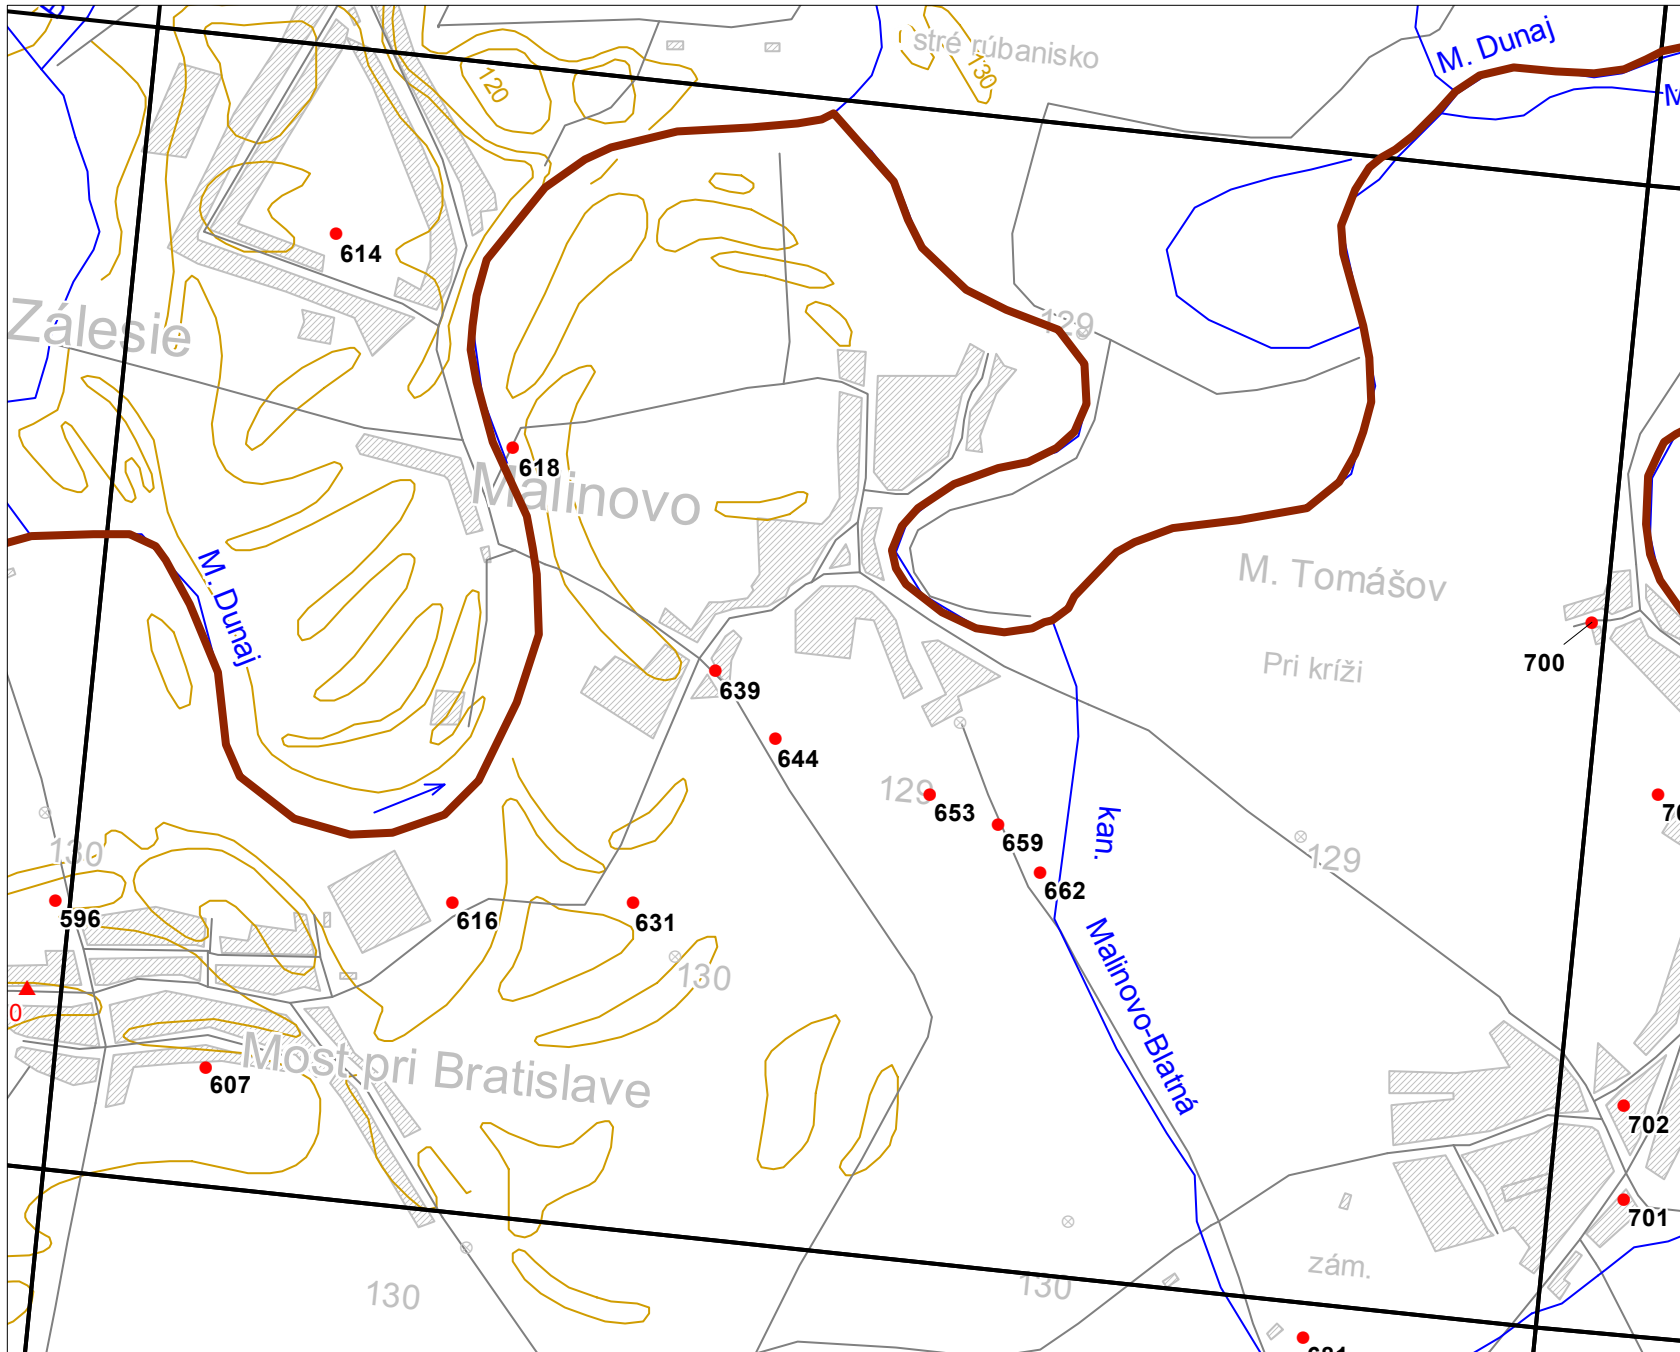 stré rúbanisko
M. Dunaj
120
130
614
Zálesie
129
618
Malinovo
M. Dunaj
M. Tomášov
Pri kríži
700
639
644
129
653
659
kan.
662
129
130
596
616
631
130
Malinovo-Blatná
0
Most pri Bratislave
607
702
701
zám.
130
130